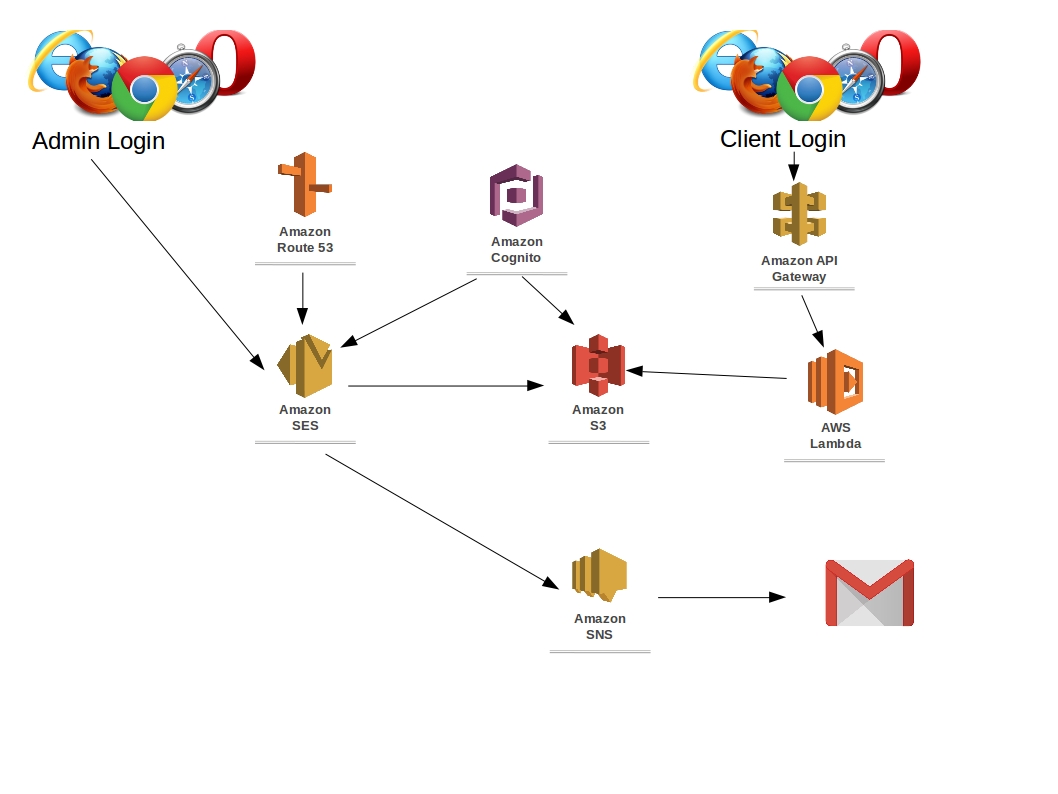 Admin Login
Client Login
Amazon
Route 53
Amazon
Cognito
Amazon API
Gateway
Amazon
SES
Amazon
S3
AWS
Lambda
Amazon
SNS